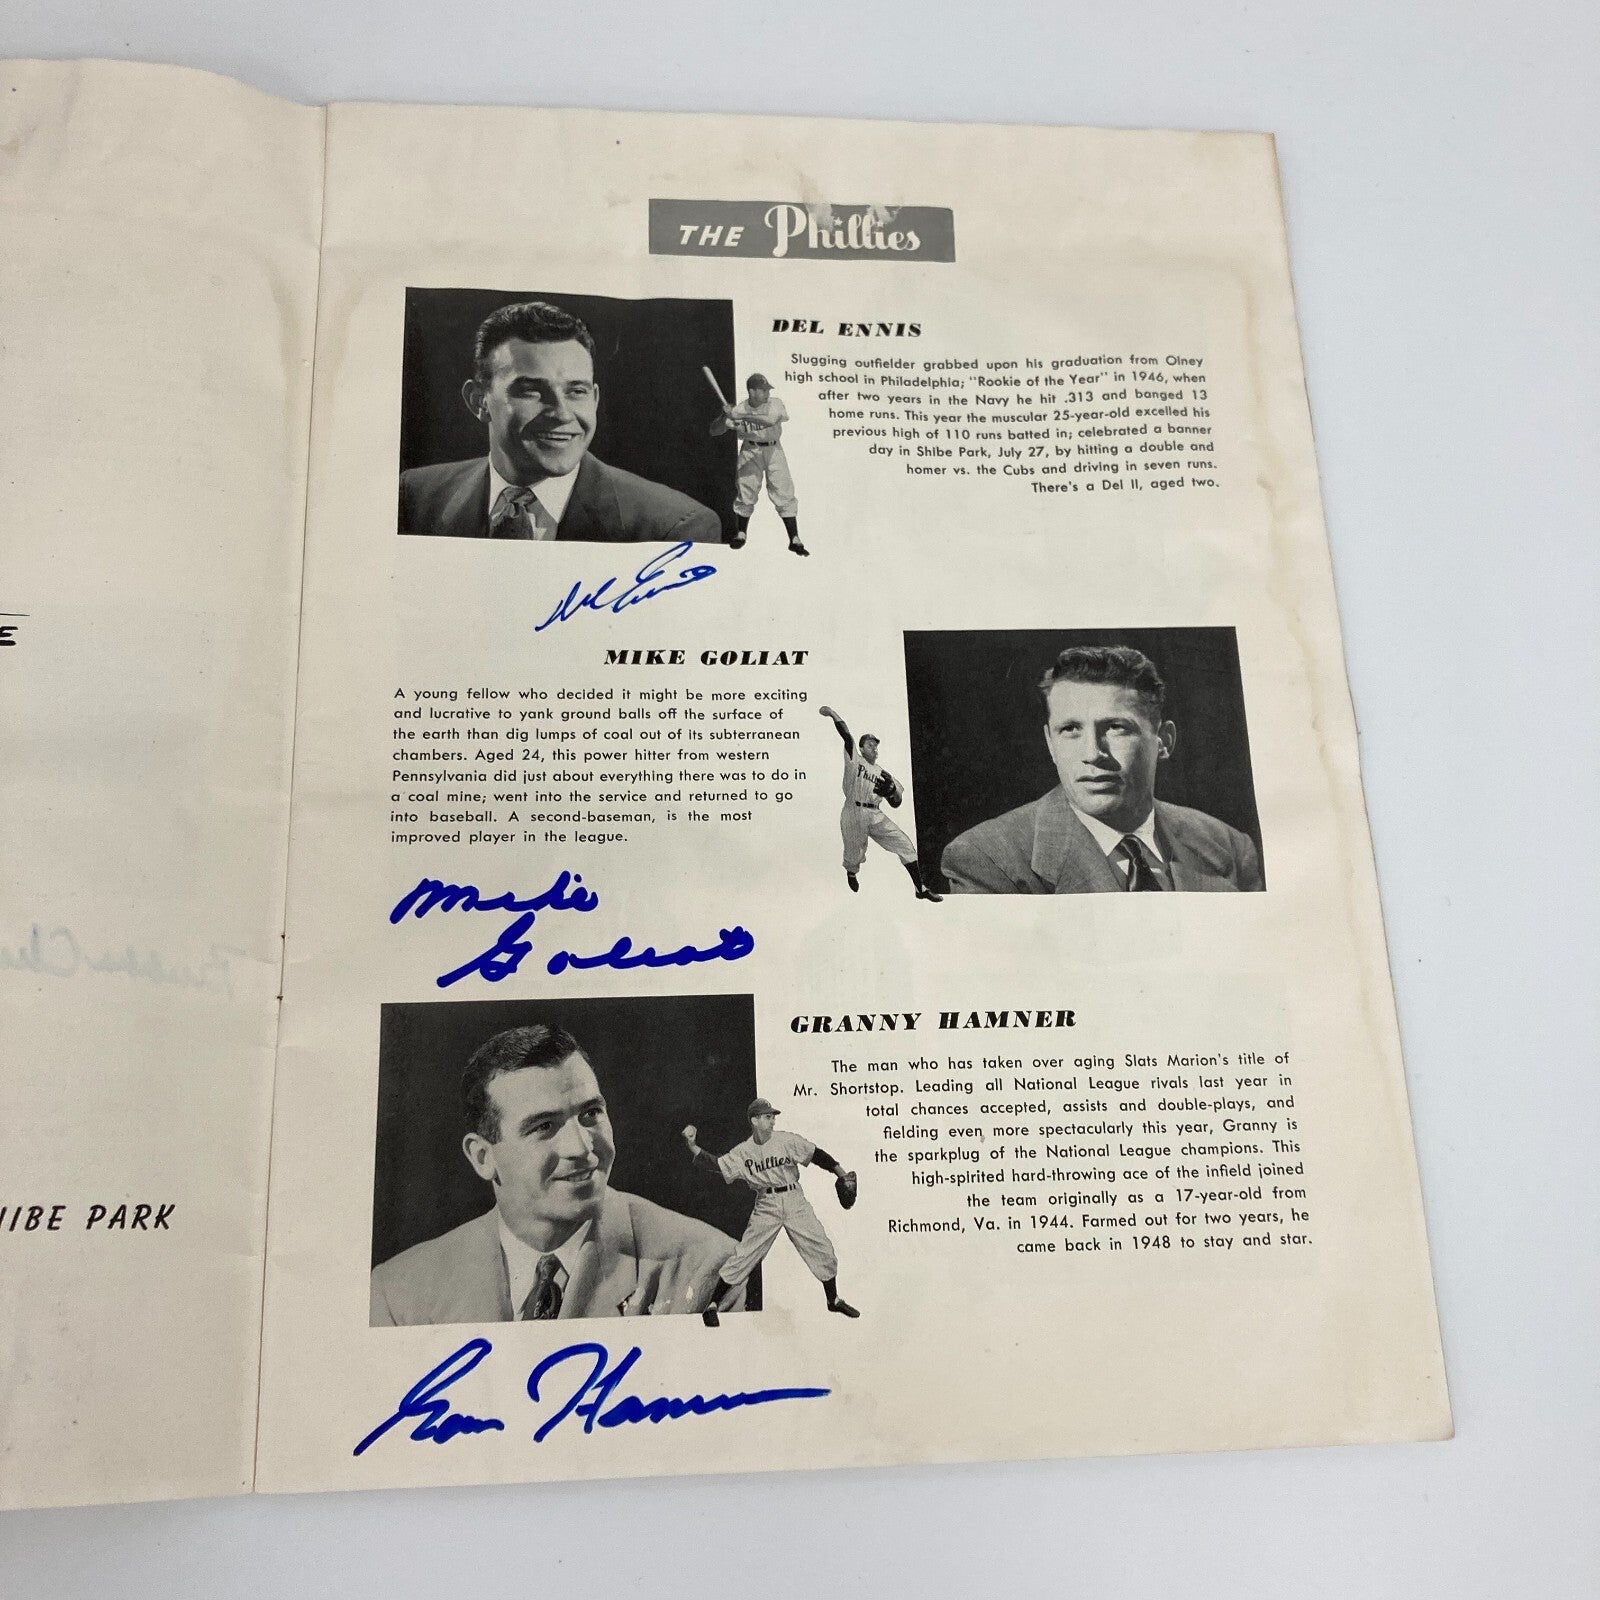 E
HIBE PARK
THE Phillies
DEL ENNIS
Slugging outfielder grabbed upon his graduation from Olney
high school in Philadelphia; "Rookie of the Year" in 1946, when
after two years in the Navy he hit .313 and banged 13
home runs. This year the muscular 25-year-old excelled his
previous high of 110 runs batted in; celebrated a banner
day in Shibe Park, July 27, by hitting a double and
homer vs. the Cubs and driving in seven runs.
There's a Del II, aged two.
Del Ennis
MIKE GOLIAT
A young fellow who decided it might be more exciting
and lucrative to yank ground balls off the surface of
the earth than dig lumps of coal out of its subterranean
chambers. Aged 24, this power hitter from western
Pennsylvania did just about everything there was to do in
a coal mine; went into the service and returned to go
into baseball. A second-baseman, is the most
improved player in the league.
Mike
Goliat
GRANNY HAMNER
The man who has taken over aging Slats Marion's title of
Mr. Shortstop. Leading all National League rivals last year in
total chances accepted, assists and double-plays, and
fielding even more spectacularly this year, Granny is
the sparkplug of the National League champions. This
high-spirited hard-throwing ace of the infield joined
the team originally as a 17-year-old from
Richmond, Va. in 1944. Farmed out for two years, he
came back in 1948 to stay and star.
Phillies
Gran Hamner